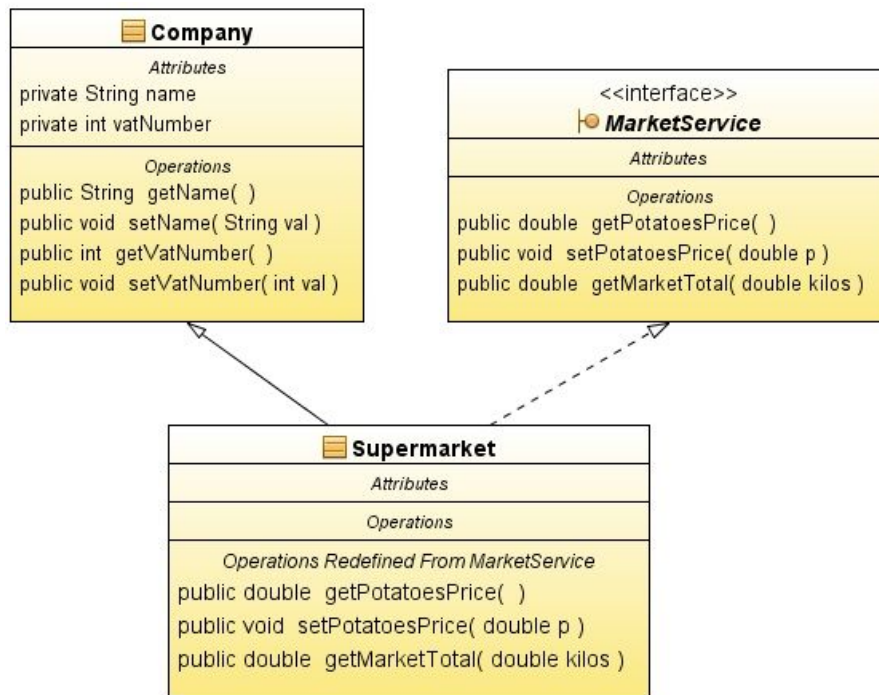 Company
Attributes
private String name
private int vatNumber
Operations
public String getName( )
public void setName( String val )
public int getVatNumber( )
public void setVatNumber( int val )
<<interface>>
MarketService
Attributes
Operations
public double getPotatoesPrice( )
public void setPotatoesPrice( double p )
public double getMarketTotal( double kilos )
Supermarket
Attributes
Operations
Operations Redefined From MarketService
public double getPotatoesPrice( )
public void setPotatoesPrice( double p )
public double getMarketTotal( double kilos )